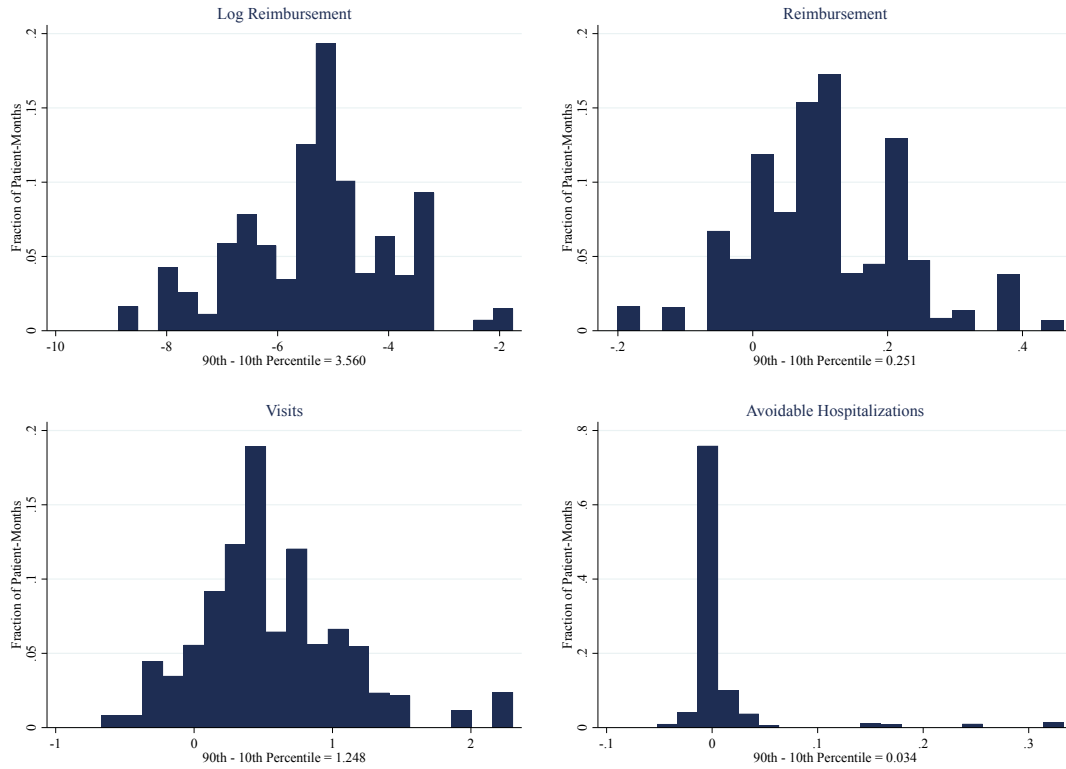 Log Reimbursement
Fraction of Patient-Months
0 .05 .1 .15 .2
-10 -8 -6 -4 -2
90th - 10th Percentile = 3.560
Reimbursement
Fraction of Patient-Months
0 .05 .1 .15 .2
-.2 0 .2 .4
90th - 10th Percentile = 0.251
Visits
Fraction of Patient-Months
0 .05 .1 .15 .2
-1 0 1 2
90th - 10th Percentile = 1.248
Avoidable Hospitalizations
Fraction of Patient-Months
0 .2 .4 .6 .8
-.1 0 .1 .2 .3
90th - 10th Percentile = 0.034